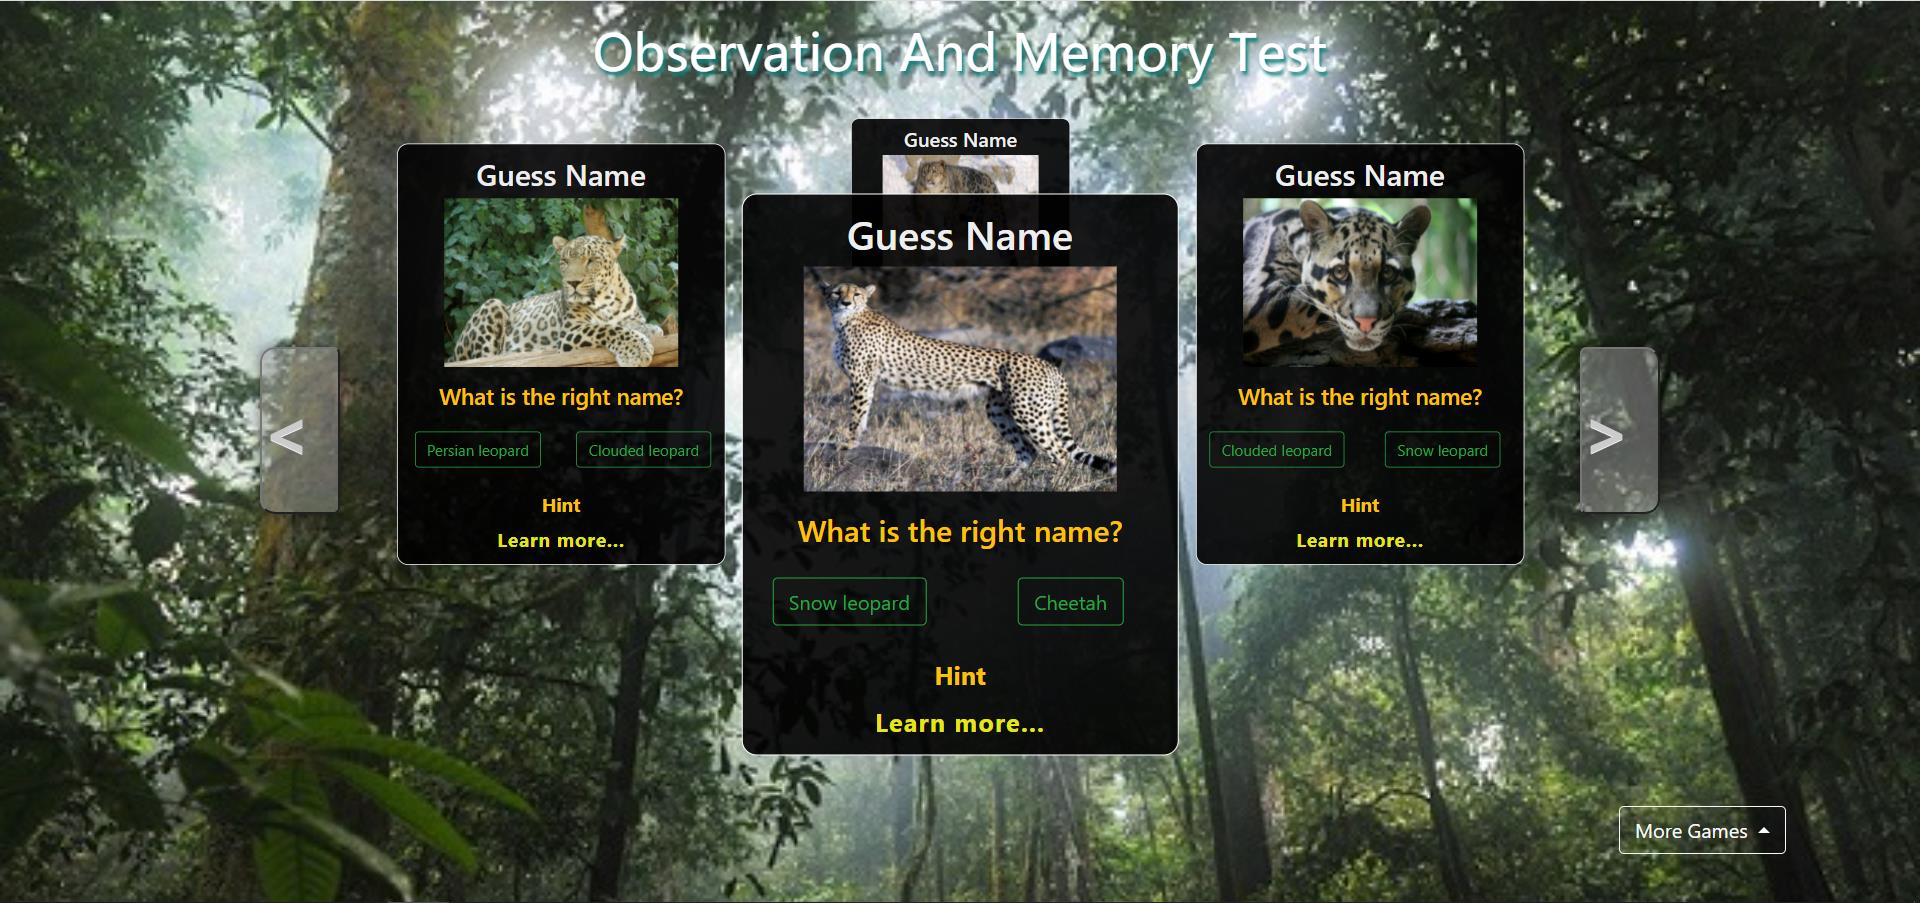 Observation And Memory Test
Guess Name
Guess Name
What is the right name?
Persian leopard
Clouded leopard
Hint
Learn more...
Guess Name
What is the right name?
Snow leopard
Cheetah
Hint
Learn more...
Guess Name
What is the right name?
Clouded leopard
Snow leopard
Hint
Learn more...
<
>
More Games